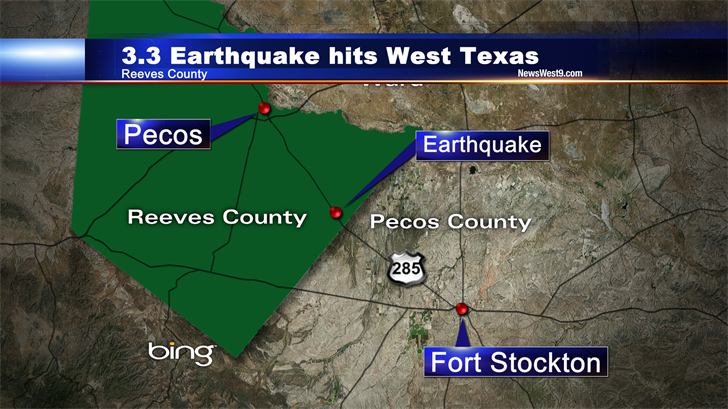 3.3 Earthquake hits West Texas
Reeves County
NewsWest9.com
Pecos
Earthquake
Reeves County
Pecos County
285
bing
Fort Stockton